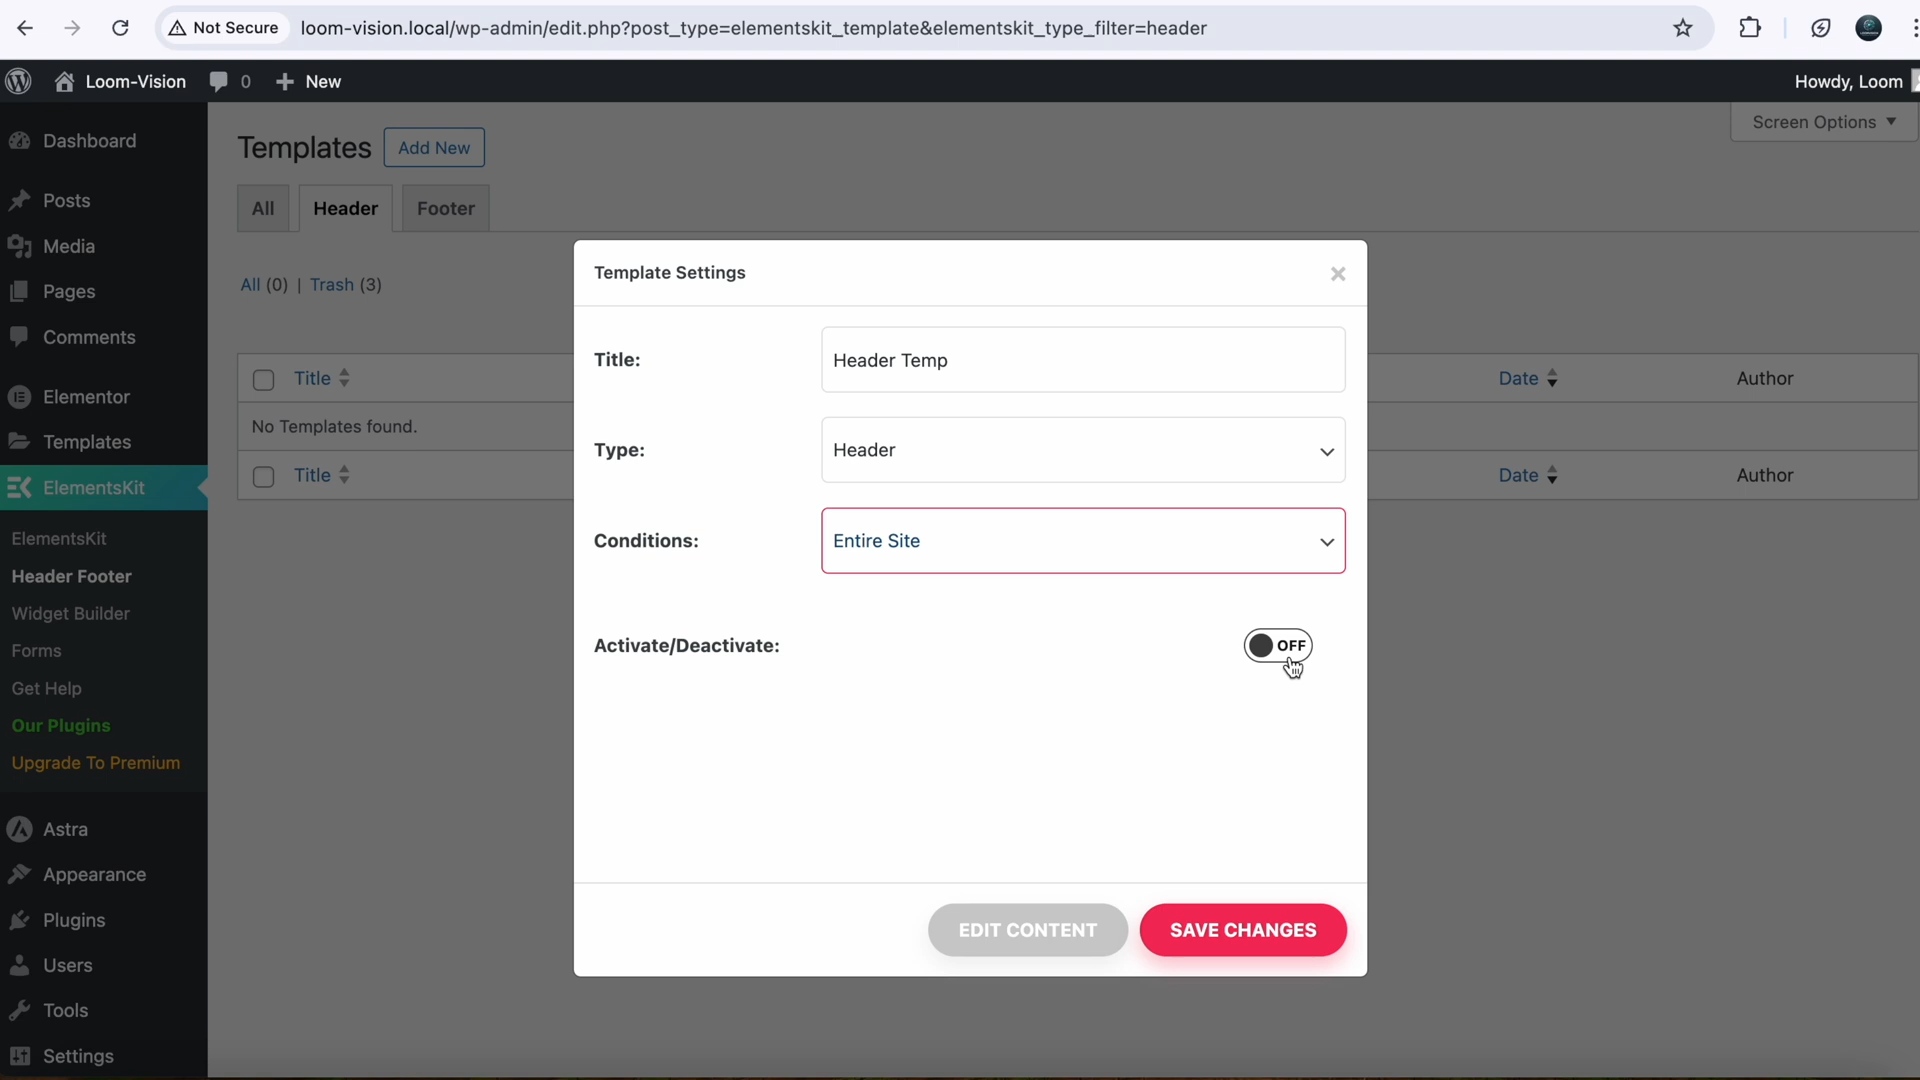 Not Secure
loom-vision.local/wp-admin/edit.php?post_type=elementskit_template&elementskit_type_filter=header
Loom-Vision
0
New
Howdy, Loom
Dashboard
Posts
Media
Pages
Comments
Elementor
Templates
ElementsKit
ElementsKit
Header Footer
Widget Builder
Forms
Get Help
Our Plugins
Upgrade To Premium
Astra
Appearance
Plugins
Users
Tools
Settings
Screen Options
Templates
Add New
All
Header
Footer
All (0) | Trash (3)
Title
Date
Author
No Templates found.
Title
Date
Author
Template Settings
Title:
Header Temp
Type:
Header
Conditions:
Entire Site
Activate/Deactivate:
OFF
EDIT CONTENT
SAVE CHANGES